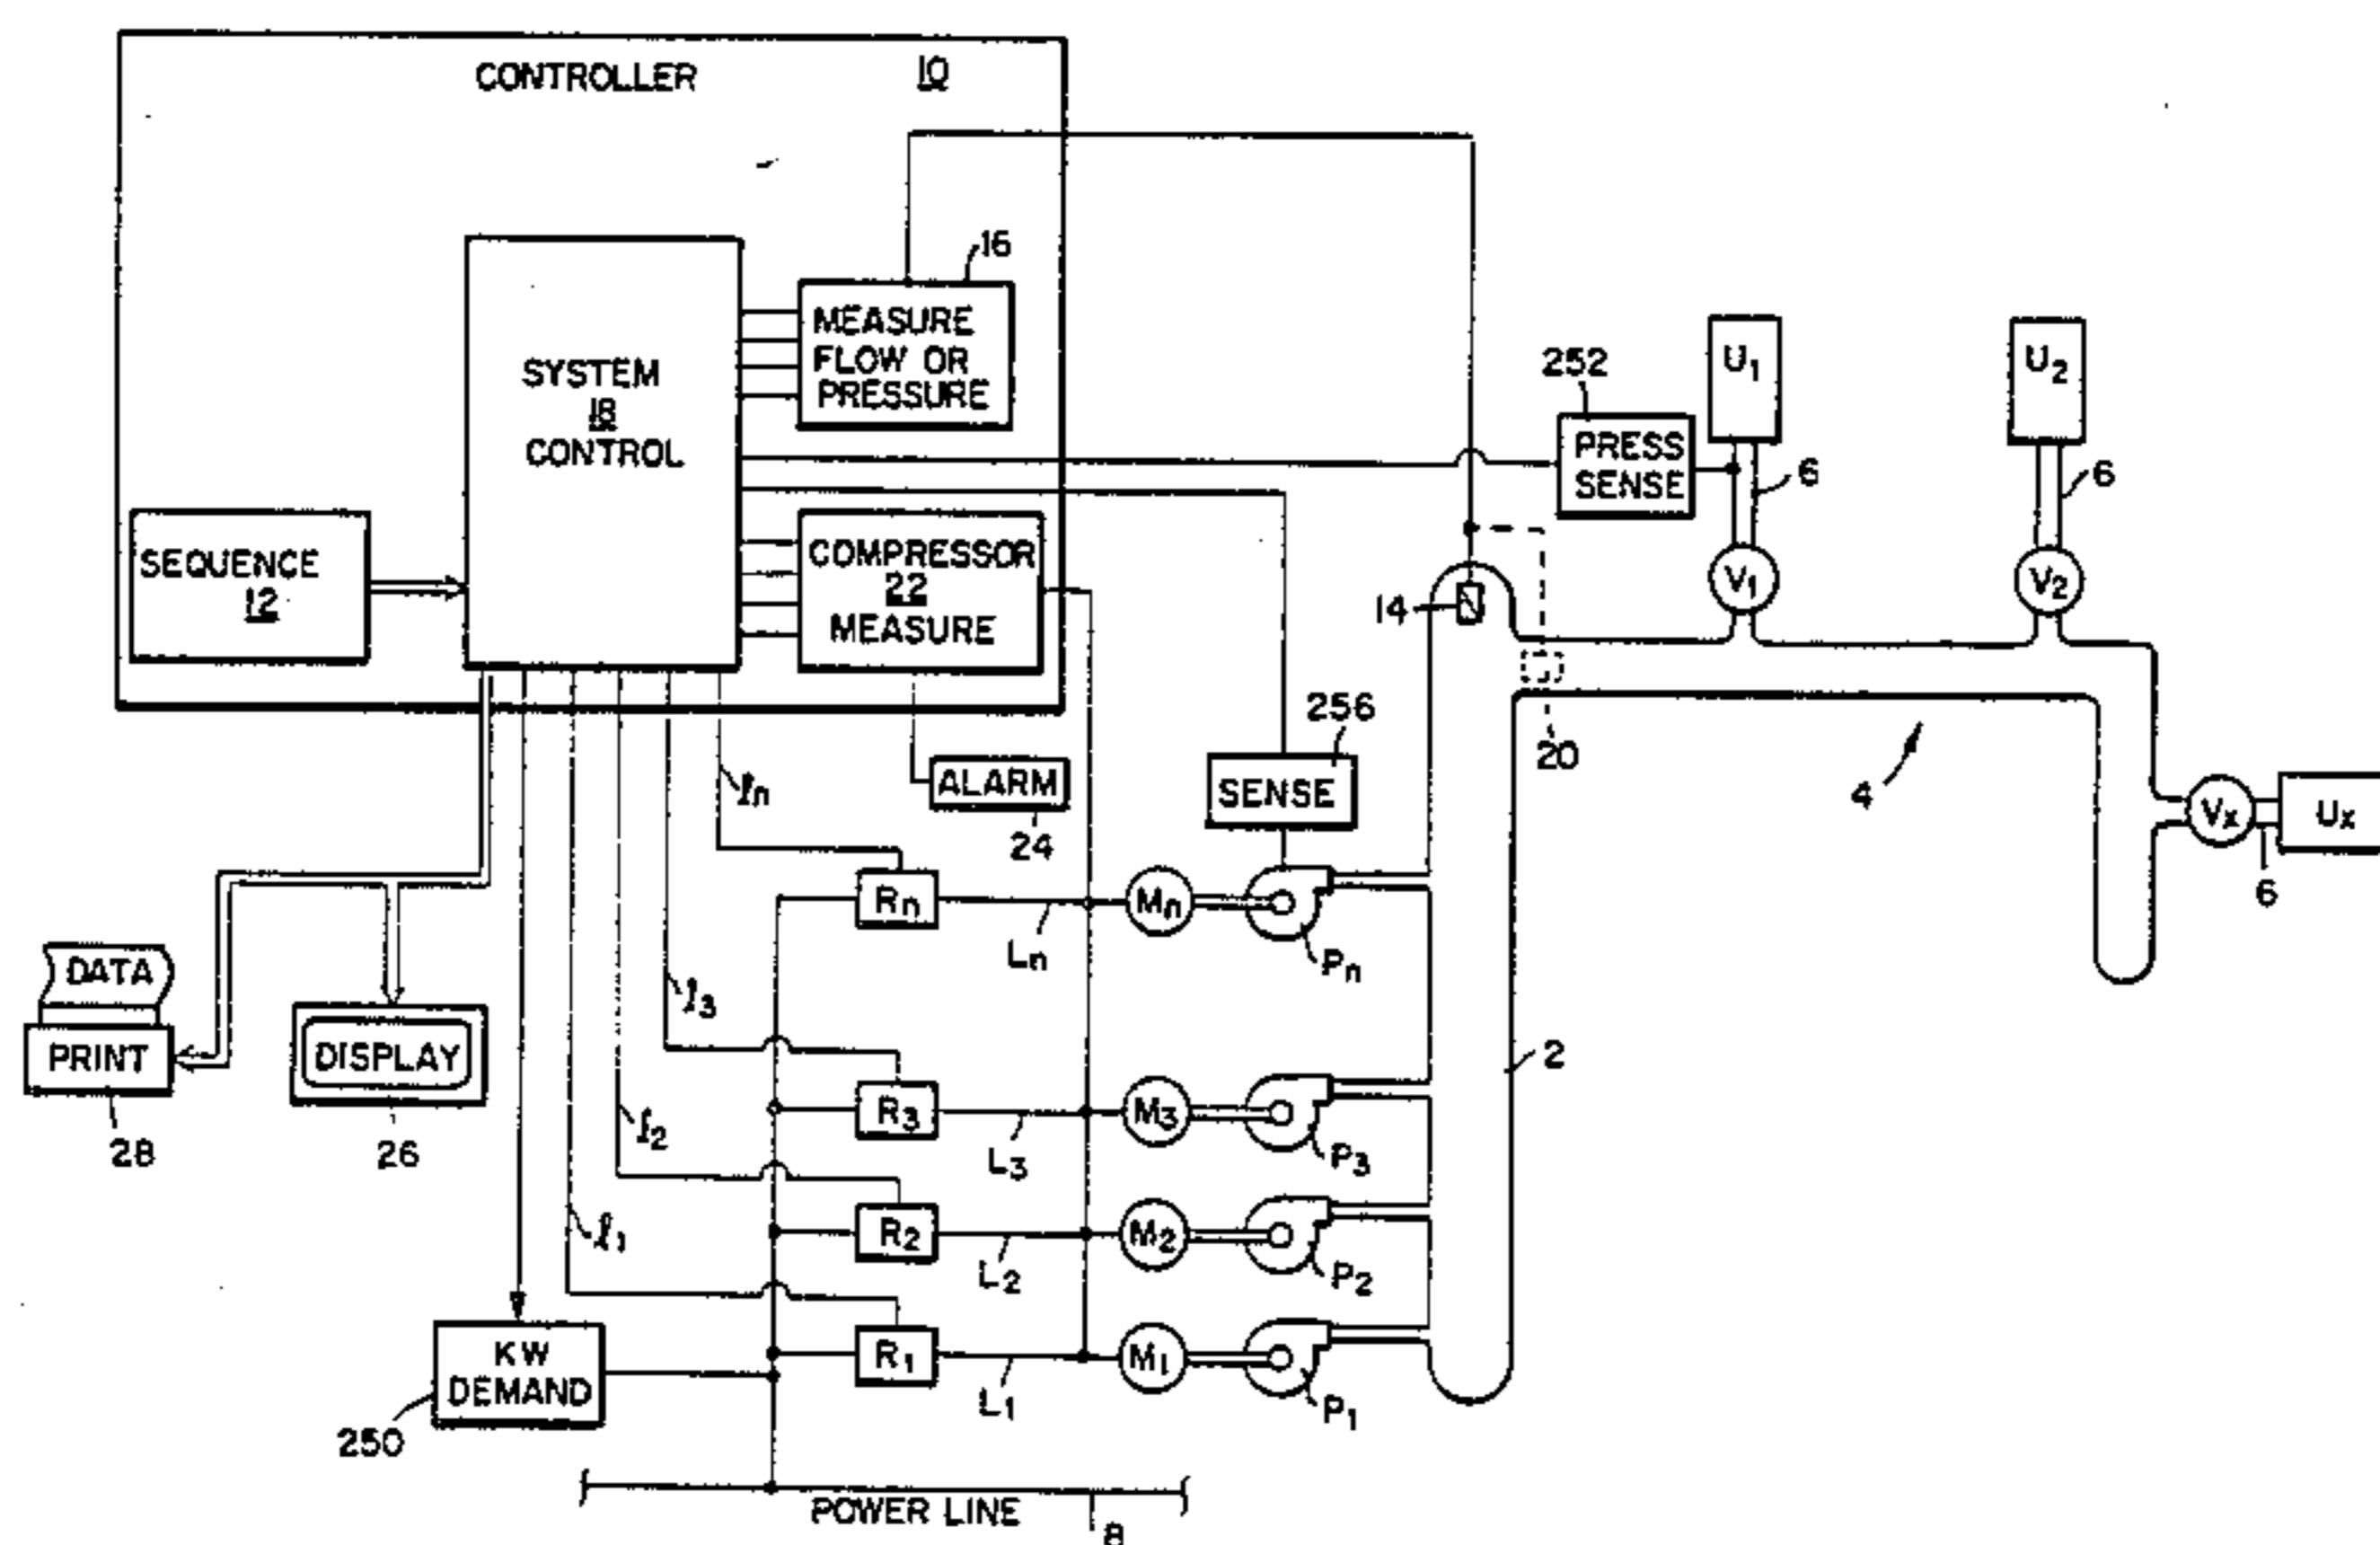 CONTROLLER 10
16
MEASURE
FLOW OR
PRESSURE
SYSTEM
18
CONTROL
252
PRESS
SENSE
U1
U2
6
6
SEQUENCE
12
COMPRESSOR
22
MEASURE
14
V1
V2
20
4
256
SENSE
ALARM
24
Vx
Ux
6
ln
Rn
Ln
Mn
Pn
DATA
PRINT
28
DISPLAY
26
l3
R3
L3
M3
P3
2
l2
R2
L2
M2
P2
l1
R1
L1
M1
P1
KW
DEMAND
250
POWER LINE
8